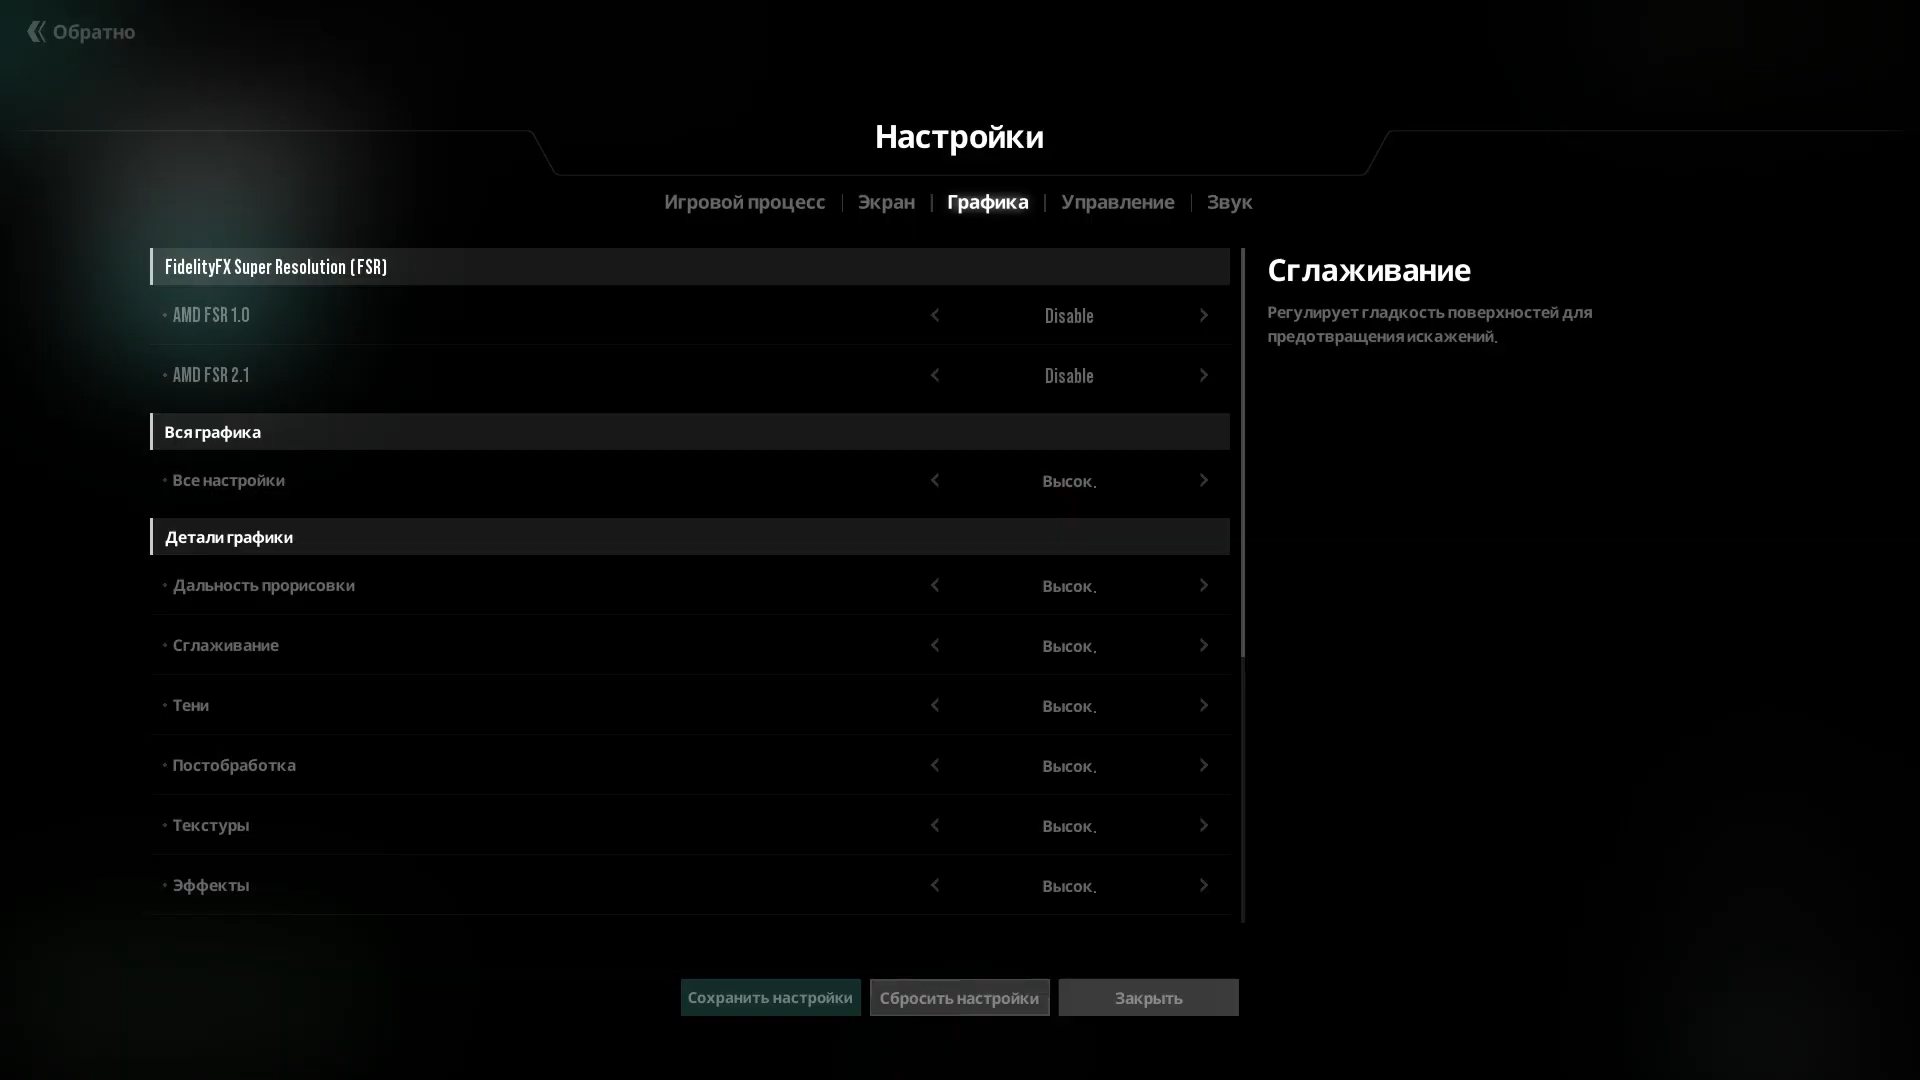 Обратно
Настройки
Игровой процесс | Экран | Графика | Управление | Звук
FidelityFX Super Resolution (FSR)
Сглаживание
Регулирует гладкость поверхностей для
предотвращения искажений.
· AMD FSR 1.0 Disable
· AMD FSR 2.1 Disable
Вся графика
· Все настройки Высок.
Детали графики
· Дальность прорисовки Высок.
· Сглаживание Высок.
· Тени Высок.
· Постобработка Высок.
· Текстуры Высок.
· Эффекты Высок.
Сохранить настройки Сбросить настройки Закрыть